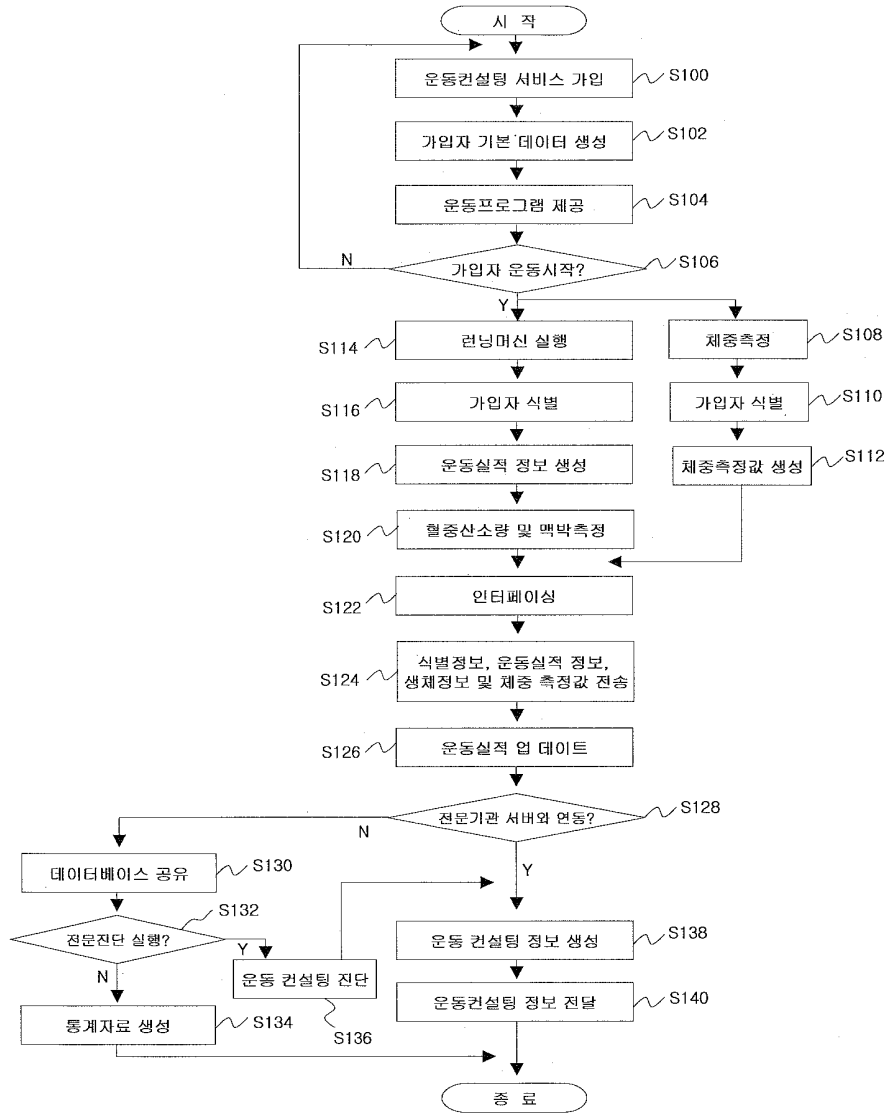 시 작
운동컨설팅 서비스 가입
S100
가입자 기본 데이터 생성
S102
운동프로그램 제공
S104
가입자 운동시작?
S106
N
Y
런닝머신 실행
S114
체중측정
S108
가입자 식별
S116
가입자 식별
S110
운동실적 정보 생성
S118
체중측정값 생성
S112
혈중산소량 및 맥박측정
S120
인터페이싱
S122
식별정보, 운동실적 정보,
생체정보 및 체중 측정값 전송
S124
운동실적 업 데이트
S126
전문기관 서버와 연동?
S128
N
Y
데이터베이스 공유
S130
전문진단 실행?
S132
Y
N
운동 컨설팅 진단
S136
통계자료 생성
S134
운동 컨설팅 정보 생성
S138
운동컨설팅 정보 전달
S140
종 료